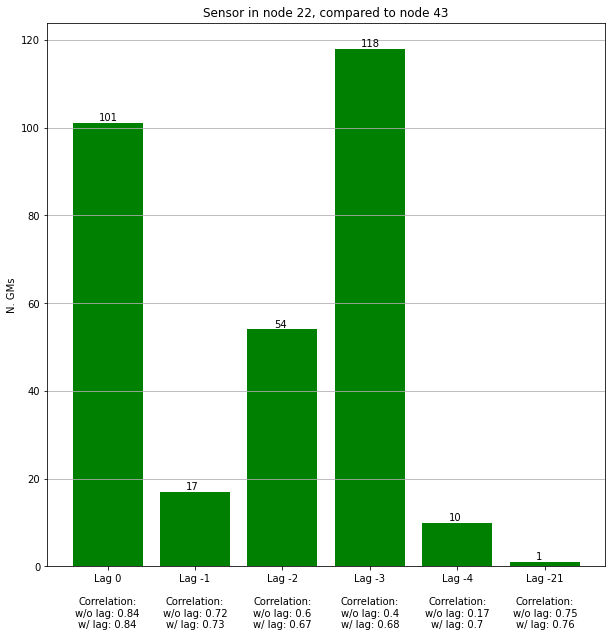 Sensor in node 22, compared to node 43
N. GMs
120
100
80
60
40
20
0
101
17
54
118
10
1
Lag 0
Correlation:
w/o lag: 0.84
w/ lag: 0.84
Lag -1
Correlation:
w/o lag: 0.72
w/ lag: 0.73
Lag -2
Correlation:
w/o lag: 0.6
w/ lag: 0.67
Lag -3
Correlation:
w/o lag: 0.4
w/ lag: 0.68
Lag -4
Correlation:
w/o lag: 0.17
w/ lag: 0.7
Lag -21
Correlation:
w/o lag: 0.75
w/ lag: 0.76